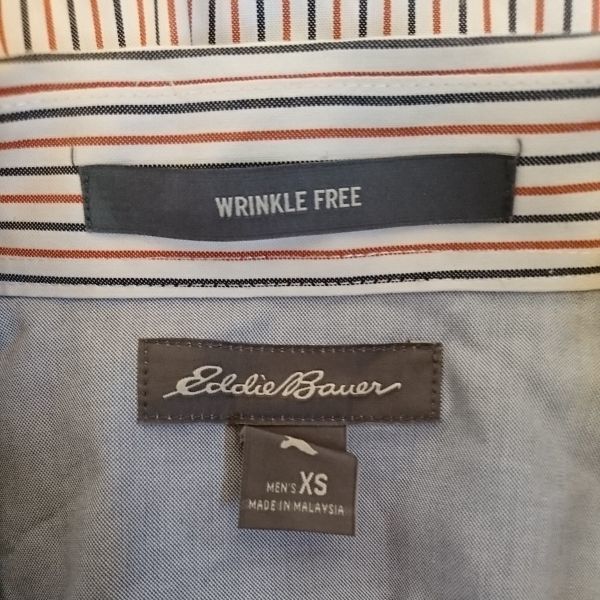 WRINKLE FREE
Eddie Bauer
MEN'S XS
MADE IN MALAYSIA